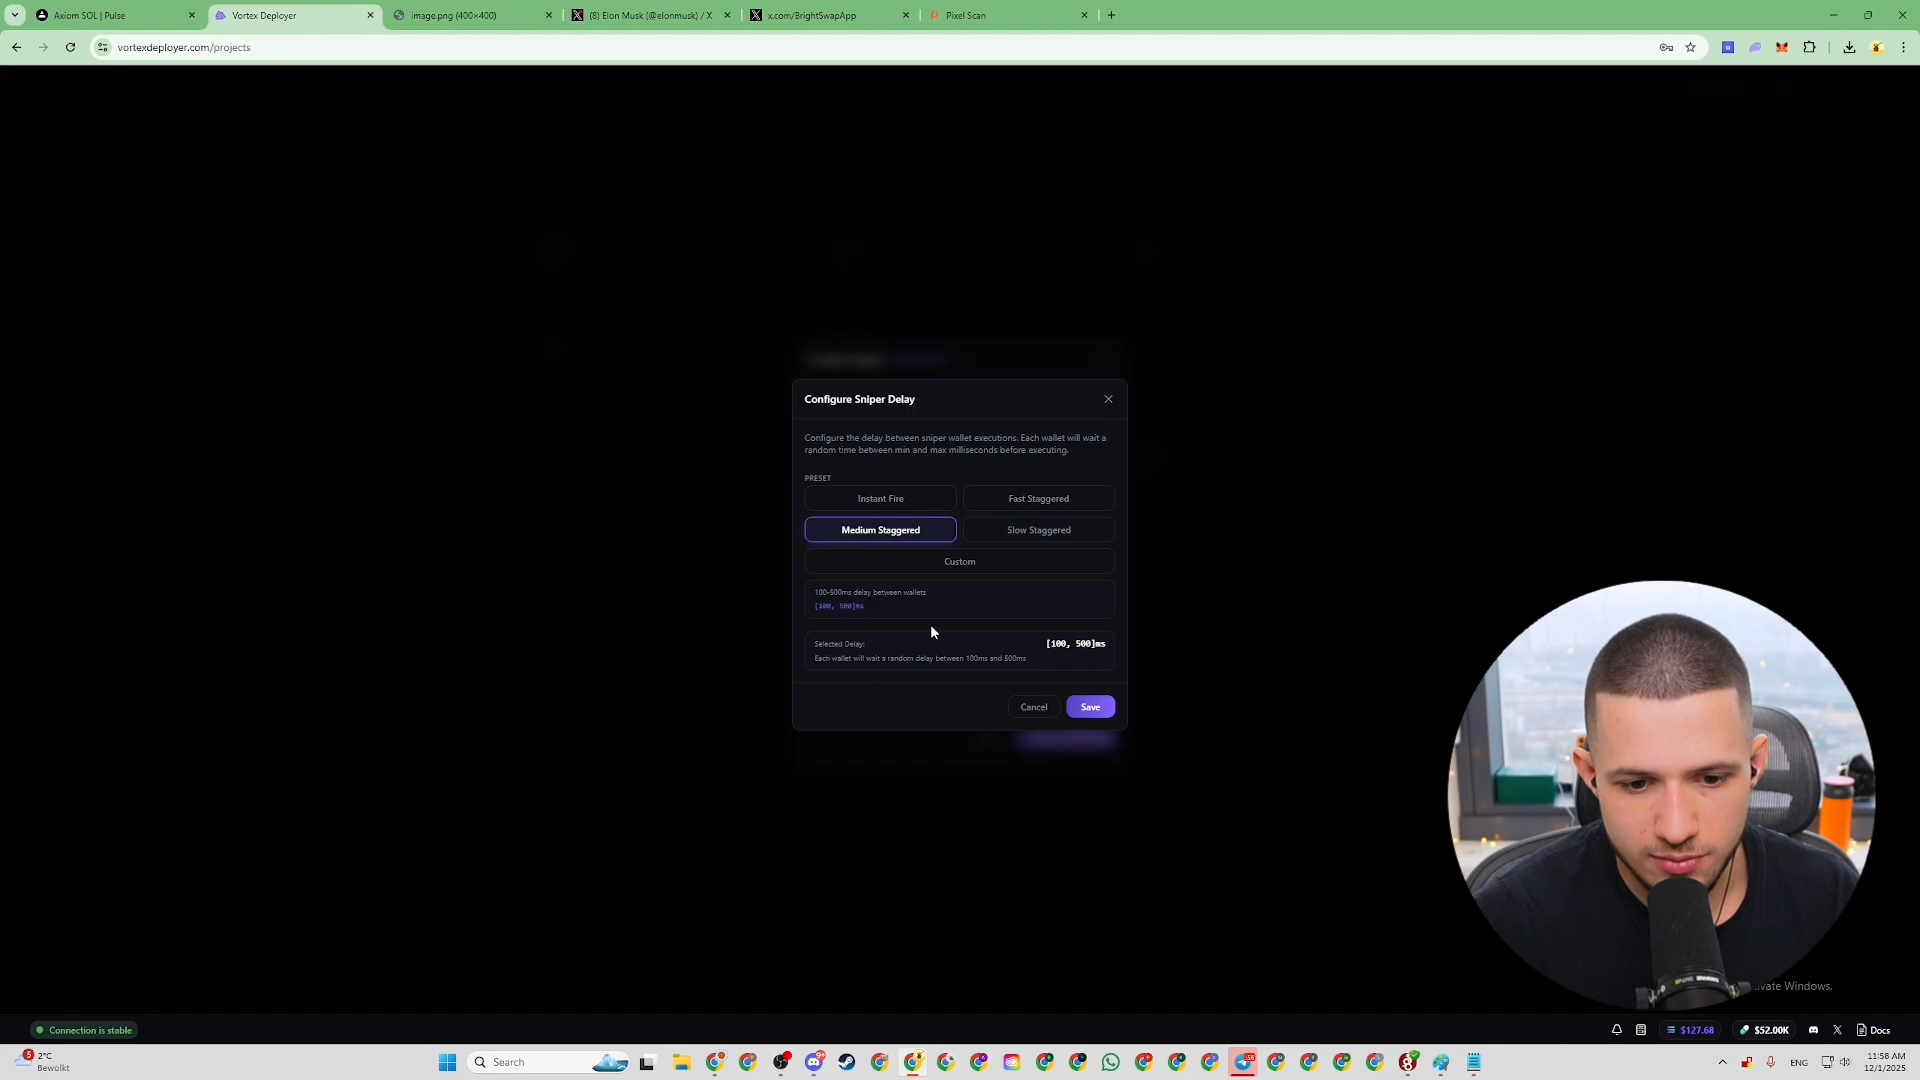 Axiom SOL | Pulse
Vortex Deployer
image.png (400×400)
(8) Elon Musk (@elonmusk) / X
x.com/BrightSwapApp
Pixel Scan
vortexdeployer.com/projects
Configure Sniper Delay
Configure the delay between sniper wallet executions. Each wallet will wait a
random time between min and max milliseconds before executing.
PRESET
Instant Fire
Fast Staggered
Medium Staggered
Slow Staggered
Custom
100-500ms delay between wallets
[100, 500]ms
Selected Delay:
[100, 500]ms
Each wallet will wait a random delay between 100ms and 500ms
Cancel
Save
vate Windows.
Connection is stable
$127.68
$52.00K
Docs
5
2°C
Bewolkt
Search
ENG
11:58 AM
12/1/2025